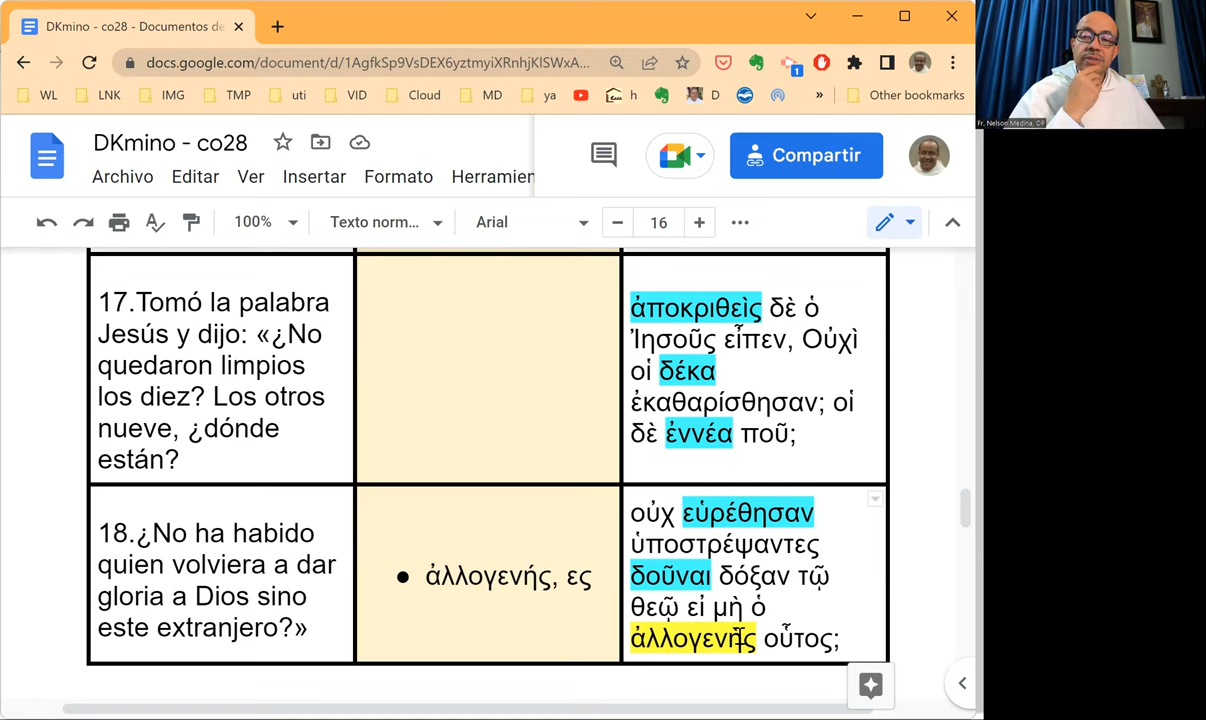 DKmino - co28 - Documentos de
docs.google.com/document/d/1AgfkSp9VsDEX6yztmyiXRnhjKlSWxA...
WL LNK IMG TMP uti VID Cloud MD ya h D » Other bookmarks
1
DKmino - co28
Archivo Editar Ver Insertar Formato Herramien
Compartir
100% Texto norm... Arial 16
17.Tomó la palabra
Jesús y dijo: «¿No
quedaron limpios
los diez? Los otros
nueve, ¿dónde
están?
ἀποκριθεὶς δὲ ὁ
Ἰησοῦς εἶπεν, Οὐχὶ
οἱ δέκα
ἐκαθαρίσθησαν; οἱ
δὲ ἐννέα ποῦ;
18.¿No ha habido
quien volviera a dar
gloria a Dios sino
este extranjero?»
● ἀλλογενής, ες
οὐχ εὑρέθησαν
ὑποστρέψαντες
δοῦναι δόξαν τῷ
θεῷ εἰ μὴ ὁ
ἀλλογενὴς οὗτος;
Fr. Nelson Medina, OP